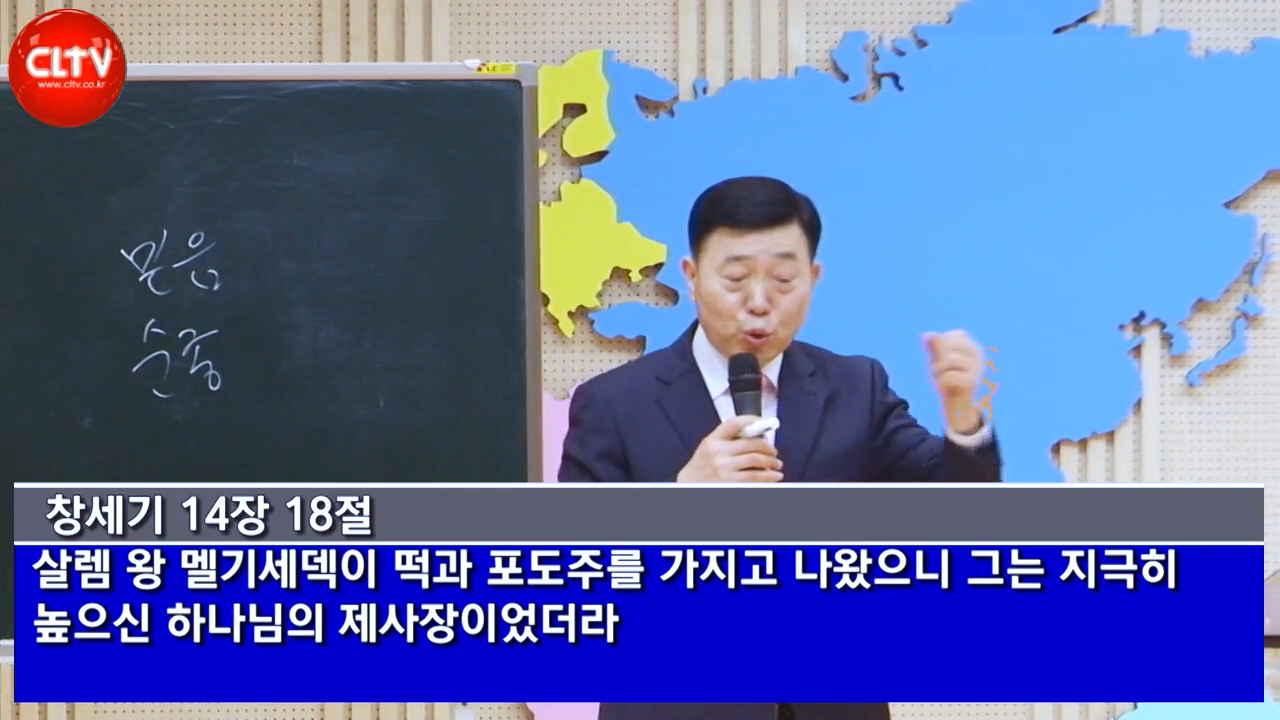 CLTV
www.cltv.co.kr
믿음
순종
창세기 14장 18절
살렘 왕 멜기세덱이 떡과 포도주를 가지고 나왔으니 그는 지극히
높으신 하나님의 제사장이었더라